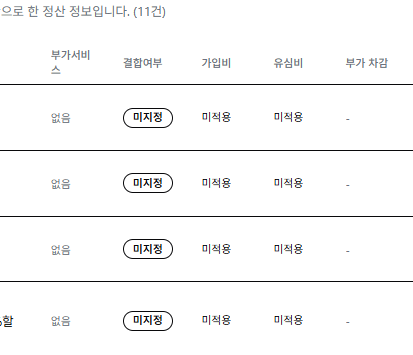 으로 한 정산 정보입니다. (11건)
부가서비스 결합여부 가입비 유심비 부가 차감
없음 미지정 미적용 미적용 -
없음 미지정 미적용 미적용 -
없음 미지정 미적용 미적용 -
할 없음 미지정 미적용 미적용 -